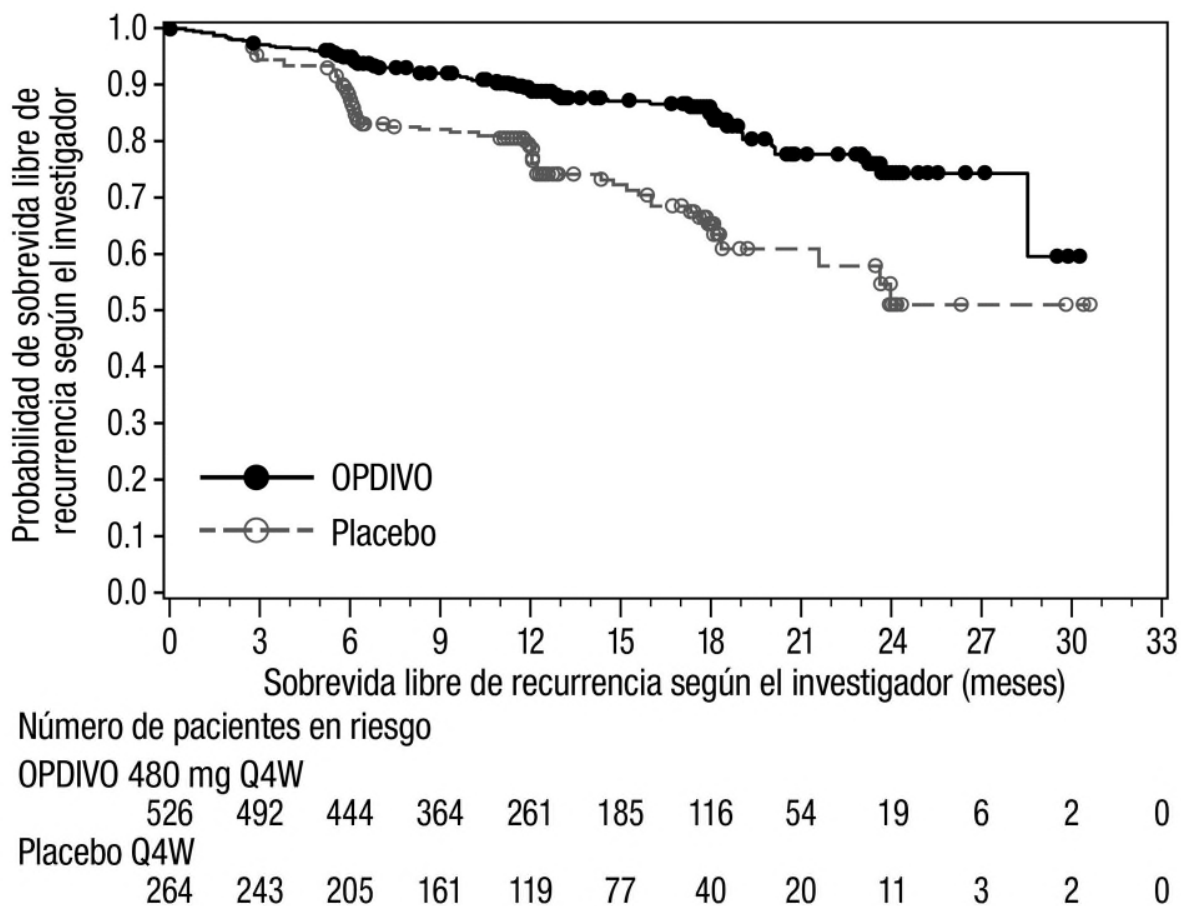 Probabilidad de sobrevida libre de
recurrencia según el investigador
1.0
0.9
0.8
0.7
0.6
0.5
0.4
0.3
0.2
0.1
0.0
OPDIVO
Placebo
0 3 6 9 12 15 18 21 24 27 30 33
Sobrevida libre de recurrencia según el investigador (meses)
Número de pacientes en riesgo
OPDIVO 480 mg Q4W
526 492 444 364 261 185 116 54 19 6 2 0
Placebo Q4W
264 243 205 161 119 77 40 20 11 3 2 0